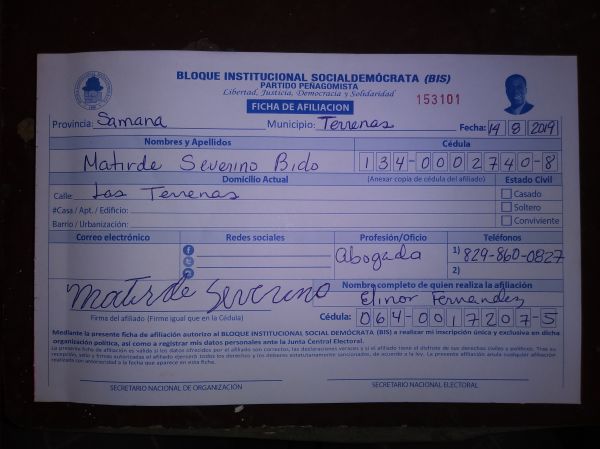 BLOQUE INSTITUCIONAL SOCIALDEMÓCRATA (BIS)
PARTIDO PEÑAGOMISTA
Libertad, Justicia, Democracia y Solidaridad
FICHA DE AFILIACION
153101
Provincia: Samana Municipio: Terrenas Fecha: 14 8 2019
Nombres y Apellidos Cédula
Matirde Severino Bido 134-0002740-8
Domicilio Actual (Anexar copia de cédula del afiliado) Estado Civil
Calle: Las Terrenas Casado
#Casa / Apt. / Edificio: Soltero
Barrio / Urbanización: Conviviente
Correo electrónico Redes sociales Profesión/Oficio Teléfonos
Abogada 1) 829-860-0827
2)
Matirde Severino
Nombre completo de quien realiza la afiliación
Elinor Fernandez
Firma del afiliado (Firme igual que en la Cédula) Cédula: 064-0017207-5
Mediante la presente ficha de afiliación autorizo al BLOQUE INSTITUCIONAL SOCIAL DEMÓCRATA (BIS) a realizar mi inscripción única y exclusiva en dicha
organización política, así como a registrar mis datos personales ante la Junta Central Electoral.
SECRETARIO NACIONAL DE ORGANIZACIÓN SECRETARIO NACIONAL ELECTORAL